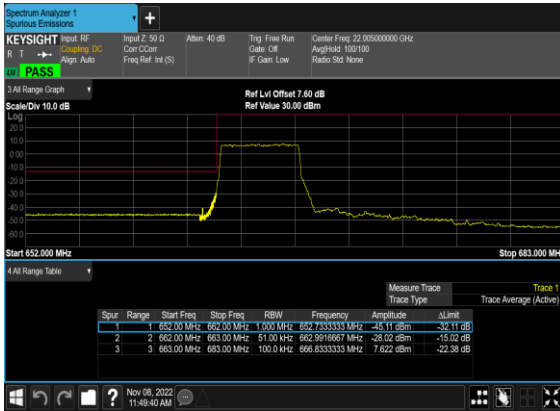 Spectrum Analyzer 1
Spurious Emissions
+
KEYSIGHT Input: RF Input Z: 50 Ω Atten: 40 dB Trig: Free Run Center Freq: 22.005000000 GHz
R T Coupling: DC Corr CCorr Gate: Off Avg|Hold: 100/100
Align: Auto Freq Ref: Int (S) IF Gain: Low Radio Std: None
LXI PASS
3 All Range Graph
Ref Lvl Offset 7.60 dB
Scale/Div 10.0 dB Ref Value 30.00 dBm
Log
20.0
10.0
0.00
-10.0
-20.0
-30.0
-40.0
-50.0
-60.0
Start 652.000 MHz Stop 683.000 MH
4 All Range Table
Measure Trace Trace 1
Trace Type Trace Average (Active)
Spur Range Start Freq Stop Freq RBW Frequency Amplitude ΔLimit
1 1 652.00 MHz 662.00 MHz 1.000 MHz 652.7333333 MHz -45.11 dBm -32.11 dB
2 2 662.00 MHz 663.00 MHz 51.00 kHz 662.9916667 MHz -28.02 dBm -15.02 dB
3 3 663.00 MHz 683.00 MHz 100.0 kHz 666.8333333 MHz 7.622 dBm -22.38 dB
? Nov 08, 2022
11:49:40 AM